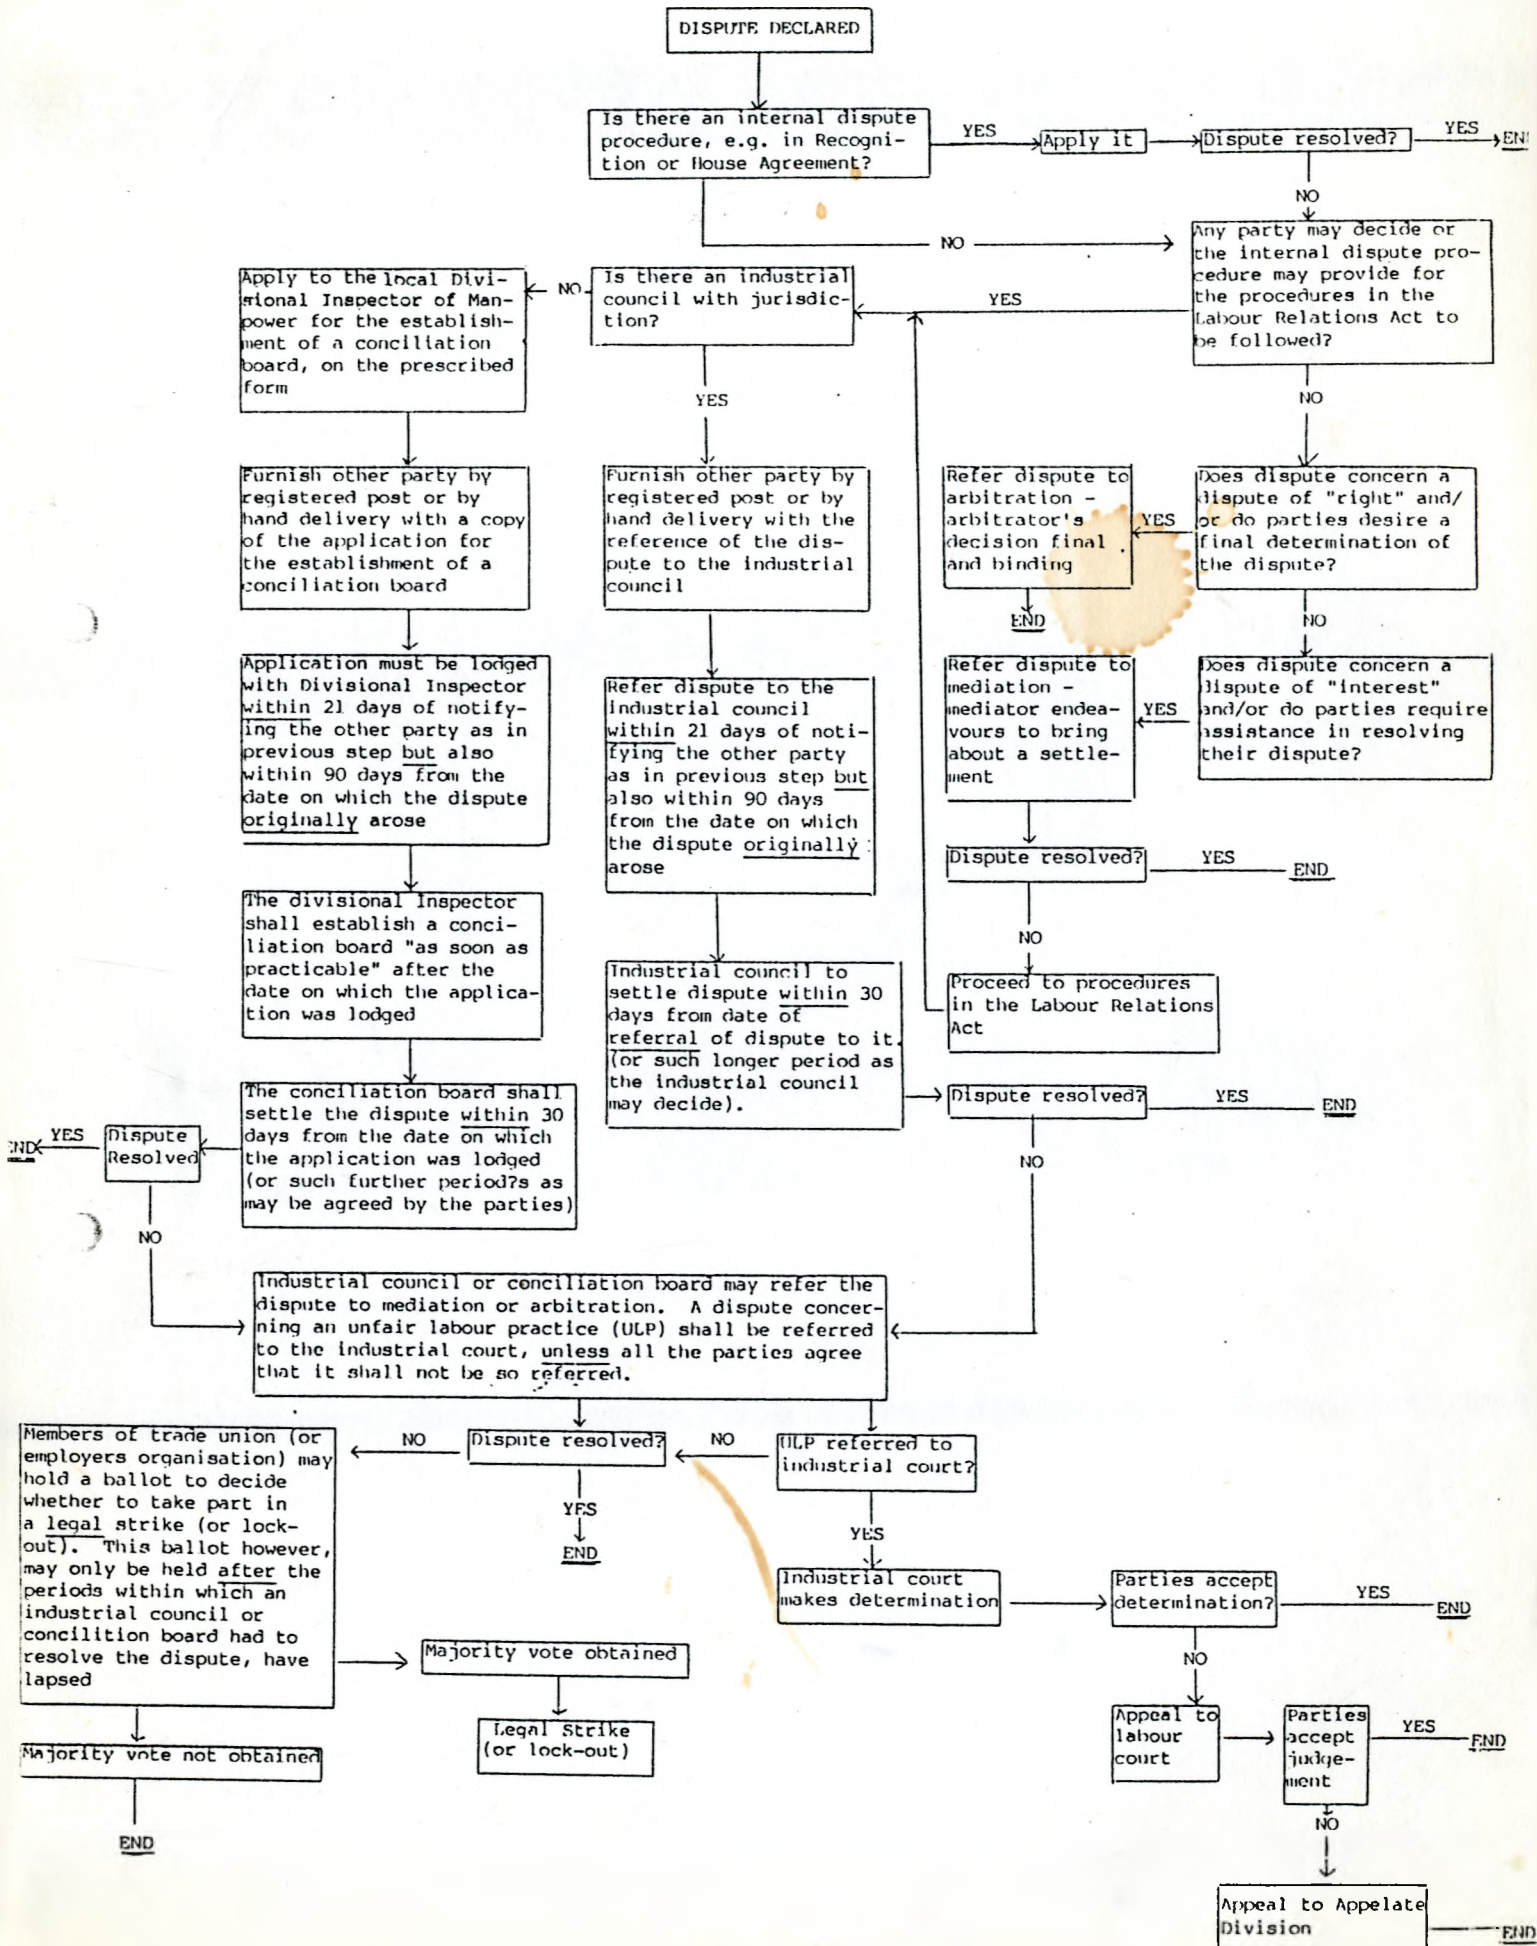 DISPUTE DECLARED
Is there an internal dispute
procedure, e.g. in Recogni-
tion or House Agreement?
YES
Apply it
Dispute resolved?
YES
NO
NO
Any party may decide or
the internal dispute pro-
cedure may provide for
the procedures in the
Labour Relations Act to
be followed?
YES
Is there an industrial
council with jurisdic-
tion?
NO
Apply to the local Divi-
sional Inspector of Man-
power for the establish-
ment of a conciliation
board, on the prescribed
form
YES
NO
Furnish other party by
registered post or by
hand delivery with a copy
of the application for
the establishment of a
conciliation board
Furnish other party by
registered post or by
hand delivery with the
reference of the dis-
pute to the industrial
council
Refer dispute to
arbitration -
arbitrator's
decision final
and binding
YES
Does dispute concern a
dispute of "right" and/
or do parties desire a
final determination of
the dispute?
END
NO
Application must be lodged
with Divisional Inspector
within 21 days of notify-
ing the other party as in
previous step but also
within 90 days from the
date on which the dispute
originally arose
Refer dispute to the
industrial council
within 21 days of noti-
fying the other party
as in previous step but
also within 90 days
from the date on which
the dispute originally
arose
Refer dispute to
mediation -
mediator endea-
vours to bring
about a settle-
ment
YES
Does dispute concern a
dispute of "interest"
and/or do parties require
assistance in resolving
their dispute?
Dispute resolved?
YES
END
NO
The divisional Inspector
shall establish a conci-
liation board "as soon as
practicable" after the
date on which the applica-
tion was lodged
Industrial council to
settle dispute within 30
days from date of
referral of dispute to it.
(or such longer period as
the industrial council
may decide).
Proceed to procedures
in the Labour Relations
Act
Dispute resolved?
YES
END
NO
The conciliation board shall
settle the dispute within 30
days from the date on which
the application was lodged
(or such further period?s as
may be agreed by the parties)
Dispute
Resolved
YES
NO
Industrial council or conciliation board may refer the
dispute to mediation or arbitration. A dispute concer-
ning an unfair labour practice (ULP) shall be referred
to the industrial court, unless all the parties agree
that it shall not be so referred.
Members of trade union (or
employers organisation) may
hold a ballot to decide
whether to take part in
a legal strike (or lock-
out). This ballot however,
may only be held after the
periods within which an
industrial council or
concilition board had to
resolve the dispute, have
lapsed
NO
Dispute resolved?
NO
ULP referred to
industrial court?
YES
END
YES
Industrial court
makes determination
Parties accept
determination?
YES
END
NO
Majority vote obtained
Legal Strike
(or lock-out)
Majority vote not obtained
END
Appeal to
labour
court
Parties
accept
judge-
ment
YES
END
NO
Appeal to Appelate
Division
END